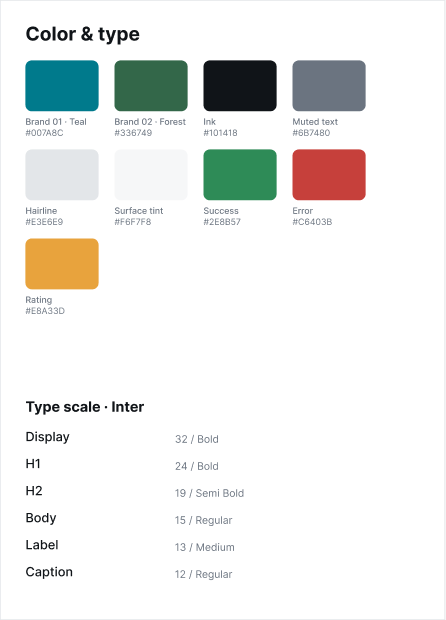 Color & type
Brand 01 · Teal
#007A8C
Brand 02 · Forest
#336749
Ink
#101418
Muted text
#6B7480
Hairline
#E3E6E9
Surface tint
#F6F7F8
Success
#2E8B57
Error
#C6403B
Rating
#E8A33D
Type scale · Inter
Display
32 / Bold
H1
24 / Bold
H2
19 / Semi Bold
Body
15 / Regular
Label
13 / Medium
Caption
12 / Regular